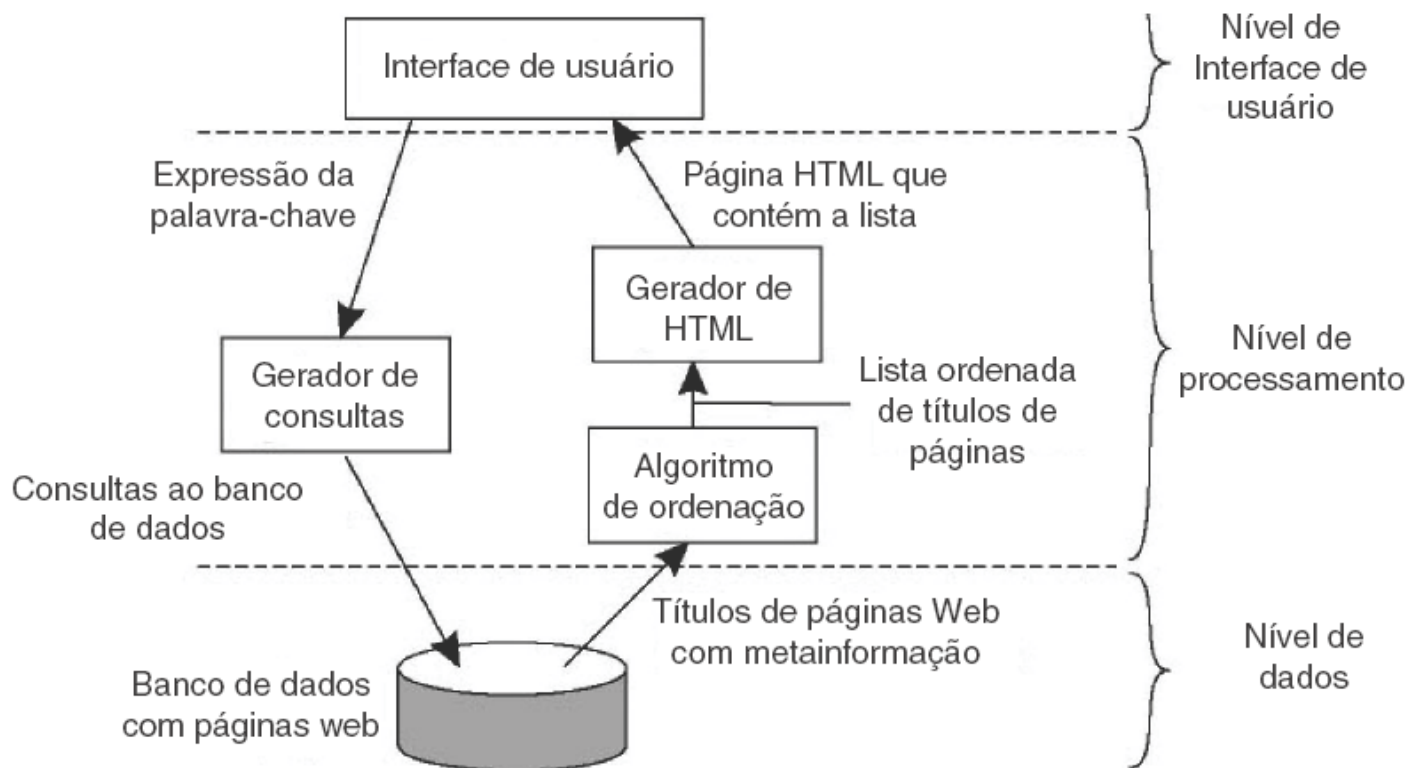 Interface de usuário
Nível de
Interface de
usuário
Expressão da
palavra-chave
Página HTML que
contém a lista
Gerador de
HTML
Gerador de
consultas
Lista ordenada
de títulos de
páginas
Nível de
processamento
Algoritmo
de ordenação
Consultas ao banco
de dados
Títulos de páginas Web
com metainformação
Banco de dados
com páginas web
Nível de
dados